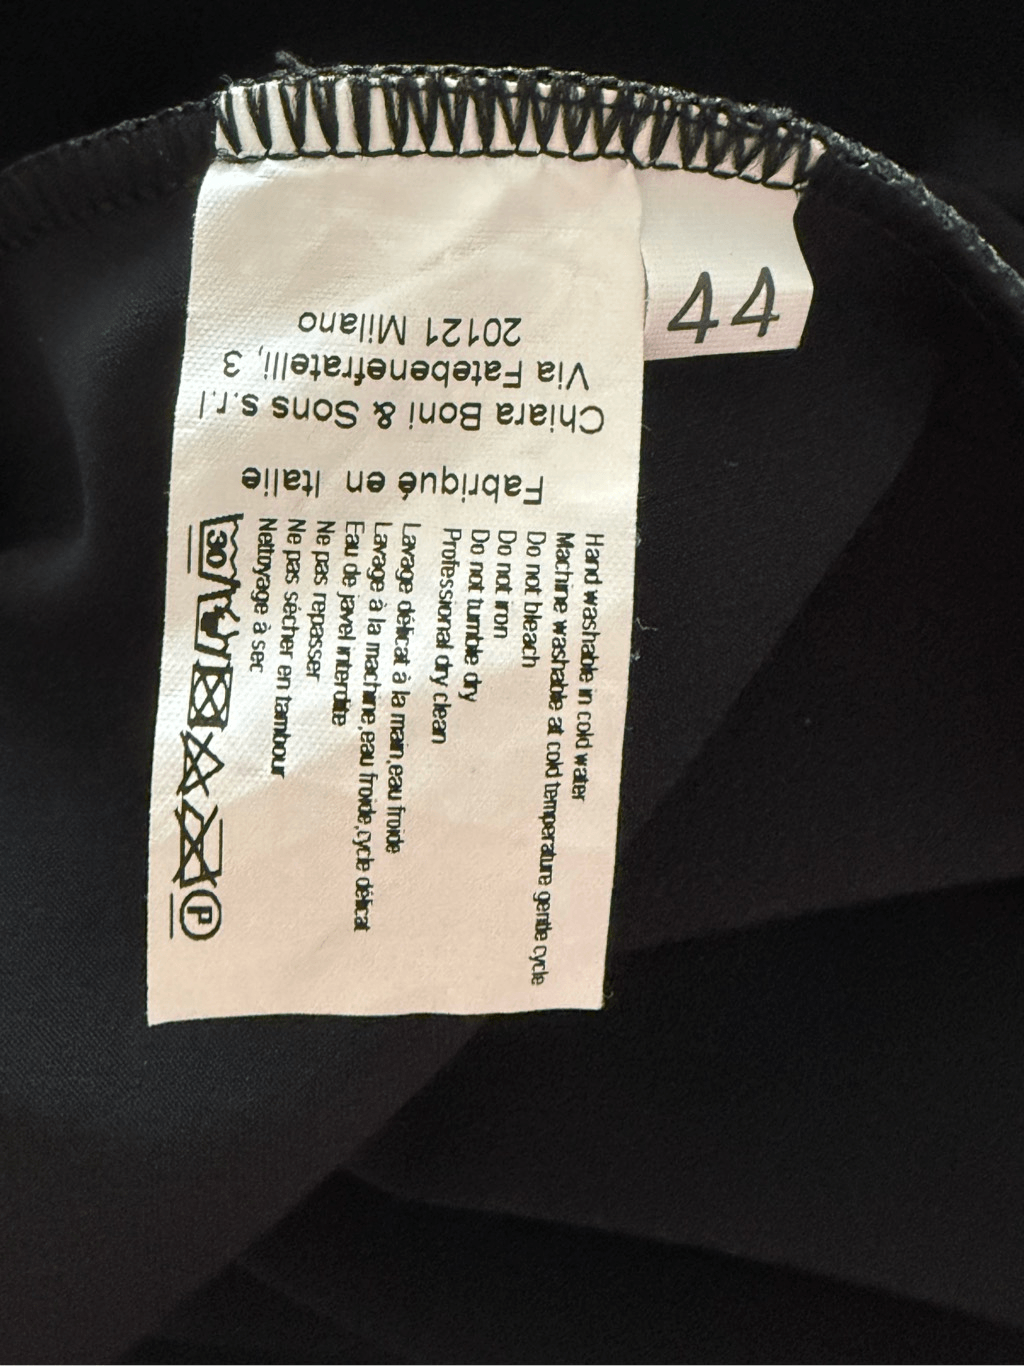 44
Fabriqué en Italie
Chiara Boni & Sons s.r.l
Via Fatebenefratelli, 3
20121 Milano
Hand washable in cold water
Machine washable at cold temperature gentle cycle
Do not bleach
Do not iron
Do not tumble dry
Professional dry clean
Lavage délicat à la main,eau froide
Lavage à la machine,eau froide,cycle délicat
Eau de javel interdite
Ne pas repasser
Ne pas sécher en tambour
Nettoyage à sec
30
P